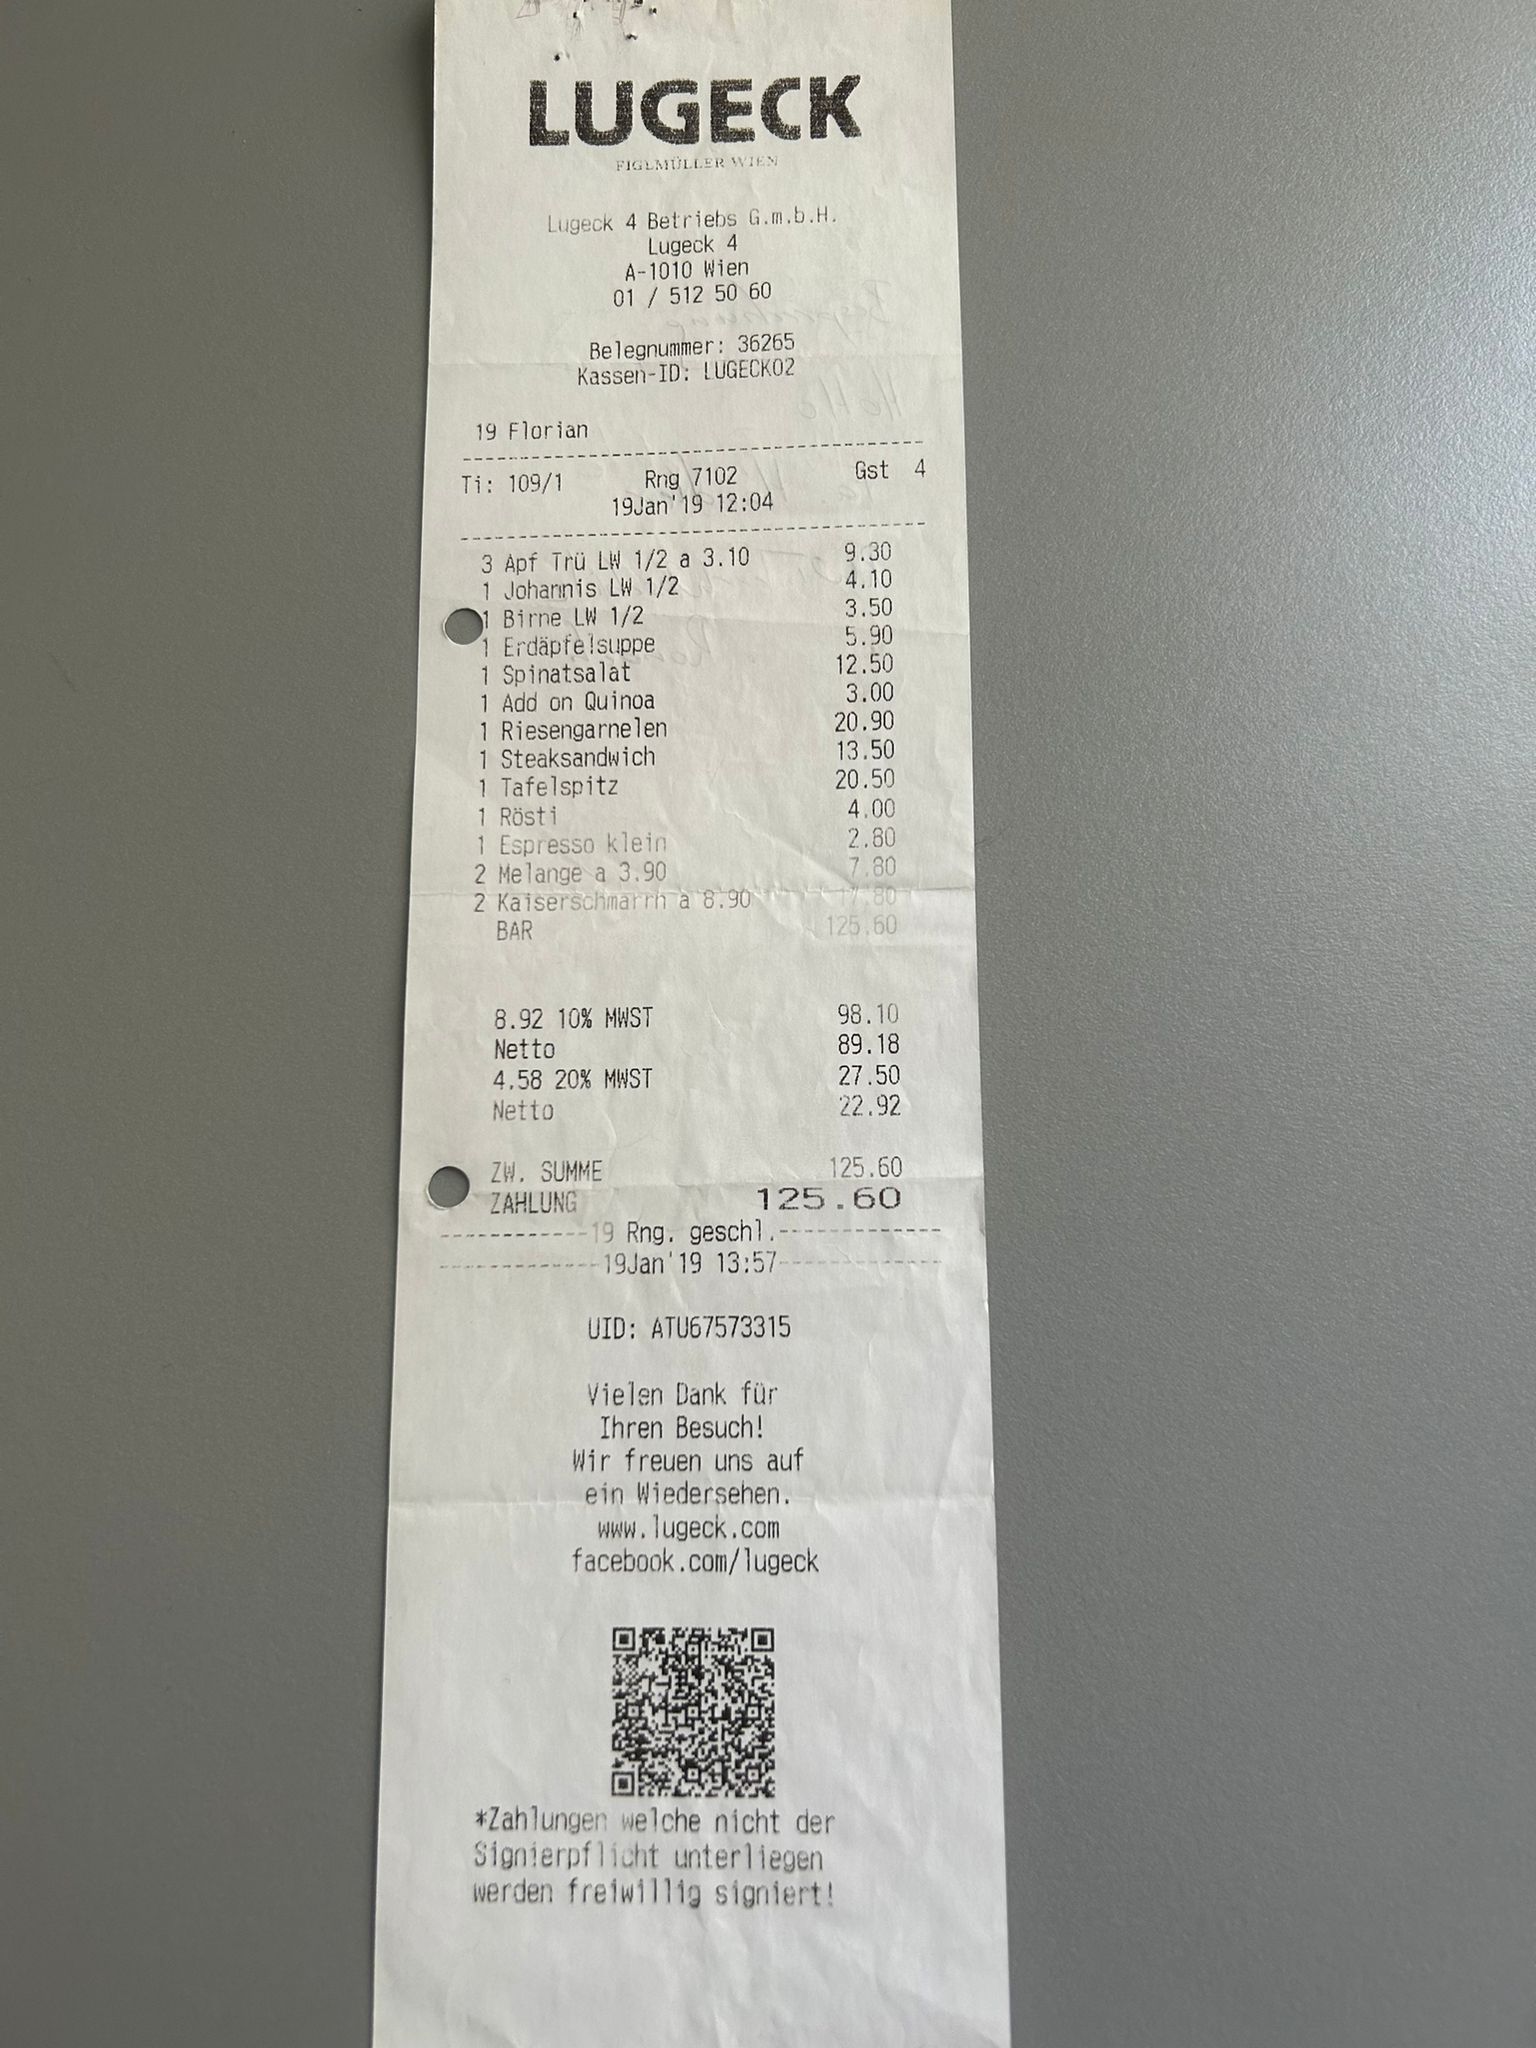 LUGECK
FIGLMÜLLER WIEN
Lugeck 4 Betriebs G.m.b.H.
Lugeck 4
A-1010 Wien
01 / 512 50 60
Belegnummer: 36265
Kassen-ID: LUGECK02
19 Florian
Ti: 109/1 Rng 7102 Gst 4
19Jan'19 12:04
3 Apf Trü LW 1/2 a 3.10 9.30
1 Johannis LW 1/2 4.10
1 Birne LW 1/2 3.50
1 Erdäpfelsuppe 5.90
1 Spinatsalat 12.50
1 Add on Quinoa 3.00
1 Riesengarnelen 20.90
1 Steaksandwich 13.50
1 Tafelspitz 20.50
1 Rösti 4.00
1 Espresso klein 2.80
2 Melange a 3.90 7.80
2 Kaiserschmarrn a 8.90 17.80
BAR 125.60
8.92 10% MWST 98.10
Netto 89.18
4.58 20% MWST 27.50
Netto 22.92
ZW. SUMME 125.60
ZAHLUNG 125.60
19 Rng. geschl.
19Jan'19 13:57
UID: ATU67573315
Vielen Dank für
Ihren Besuch!
Wir freuen uns auf
ein Wiedersehen.
www.lugeck.com
facebook.com/lugeck
*Zahlungen welche nicht der
Signierpflicht unterliegen
werden freiwillig signiert!